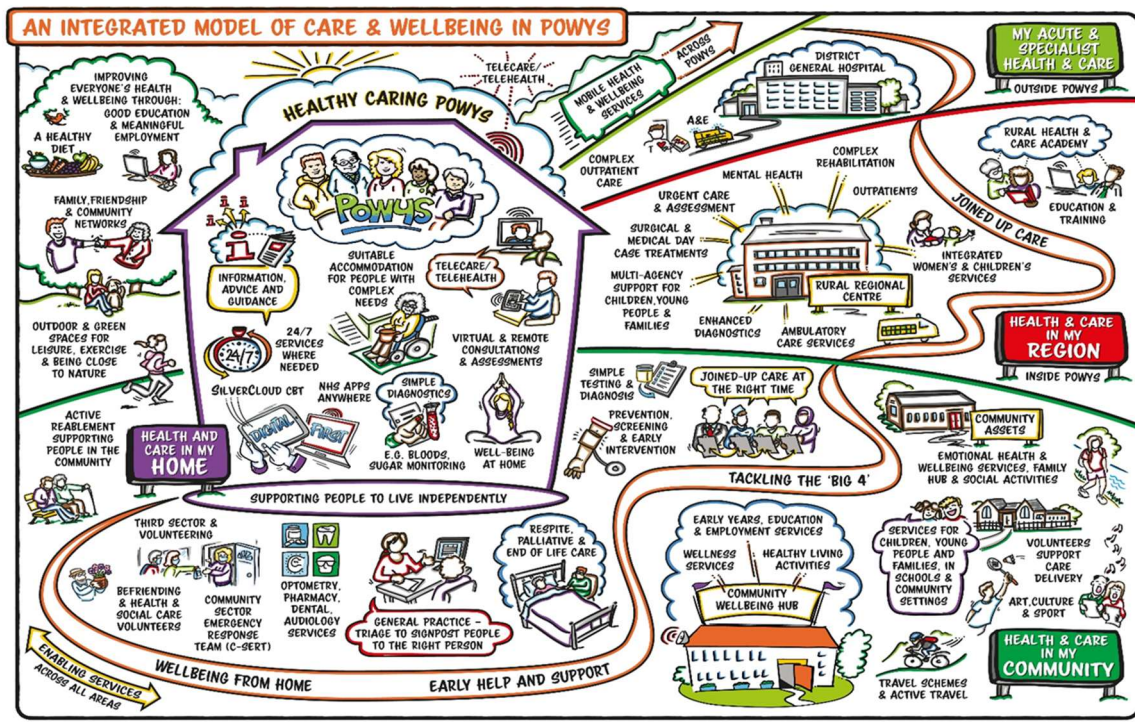 AN INTEGRATED MODEL OF CARE & WELLBEING IN POWYS
IMPROVING
EVERYONE'S HEALTH
& WELLBEING THROUGH:
GOOD EDUCATION
& MEANINGFUL
EMPLOYMENT
A HEALTHY
DIET
FAMILY, FRIENDSHIP
& COMMUNITY
NETWORKS
OUTDOOR & GREEN
SPACES FOR
LEISURE, EXERCISE
& BEING CLOSE
TO NATURE
ACTIVE
REABLEMENT
SUPPORTING
PEOPLE IN THE
COMMUNITY
HEALTHY CARING POWYS
TELECARE/
TELEHEALTH
POWYS
i i i
i
INFORMATION,
ADVICE AND
GUIDANCE
SUITABLE
ACCOMMODATION
FOR PEOPLE WITH
COMPLEX
NEEDS
TELECARE/
TELEHEALTH
24/7
24/7
SERVICES
WHERE
NEEDED
VIRTUAL & REMOTE
CONSULTATIONS
& ASSESSMENTS
SILVERCLOUD CBT
NHS APPS
ANYWHERE
DIGITAL
FIRST
SIMPLE
DIAGNOSTICS
E.G. BLOODS,
SUGAR MONITORING
WELL-BEING
AT HOME
HEALTH AND
CARE IN MY
HOME
SUPPORTING PEOPLE TO LIVE INDEPENDENTLY
MOBILE HEALTH
& WELLBEING
SERVICES
ACROSS
POWYS
DISTRICT
GENERAL HOSPITAL
A&E
COMPLEX
OUTPATIENT
CARE
MY ACUTE &
SPECIALIST
HEALTH & CARE
OUTSIDE POWYS
MENTAL HEALTH
COMPLEX
REHABILITATION
OUTPATIENTS
URGENT CARE
& ASSESSMENT
SURGICAL &
MEDICAL DAY
CASE TREATMENTS
MULTI-AGENCY
SUPPORT FOR
CHILDREN, YOUNG
PEOPLE &
FAMILIES
ENHANCED
DIAGNOSTICS
AMBULATORY
CARE SERVICES
RURAL REGIONAL
CENTRE
INTEGRATED
WOMEN'S & CHILDREN'S
SERVICES
RURAL HEALTH &
CARE ACADEMY
EDUCATION &
TRAINING
JOINED UP CARE
HEALTH & CARE
IN MY
REGION
INSIDE POWYS
SIMPLE
TESTING &
DIAGNOSIS
PREVENTION,
SCREENING
& EARLY
INTERVENTION
JOINED-UP CARE AT
THE RIGHT TIME
TACKLING THE 'BIG 4'
COMMUNITY
ASSETS
EMOTIONAL HEALTH &
WELLBEING SERVICES, FAMILY
HUB & SOCIAL ACTIVITIES
SERVICES FOR
CHILDREN, YOUNG
PEOPLE AND
FAMILIES, IN
SCHOOLS &
COMMUNITY
SETTINGS
VOLUNTEERS
SUPPORT
CARE
DELIVERY
ART, CULTURE
& SPORT
TRAVEL SCHEMES
& ACTIVE TRAVEL
HEALTH & CARE
IN MY
COMMUNITY
EARLY YEARS, EDUCATION
& EMPLOYMENT SERVICES
WELLNESS
SERVICES
HEALTHY LIVING
ACTIVITIES
COMMUNITY
WELLBEING HUB
THIRD SECTOR &
VOLUNTEERING
BEFRIENDING
& HEALTH &
SOCIAL CARE
VOLUNTEERS
COMMUNITY
SECTOR
EMERGENCY
RESPONSE
TEAM (C-SERT)
OPTOMETRY,
PHARMACY,
DENTAL,
AUDIOLOGY
SERVICES
GENERAL PRACTICE -
TRIAGE TO SIGNPOST PEOPLE
TO THE RIGHT PERSON
RESPITE,
PALLIATIVE &
END OF LIFE CARE
ENABLING SERVICES
ACROSS ALL AREAS
WELLBEING FROM HOME
EARLY HELP AND SUPPORT